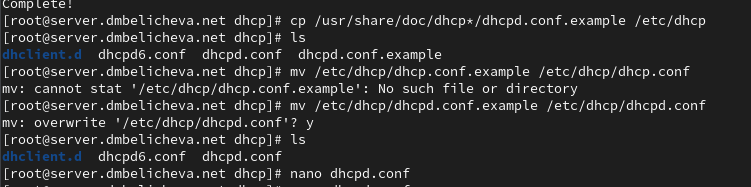 Complete!
[root@server.dmbelicheva.net dhcp]# cp /usr/share/doc/dhcp*/dhcpd.conf.example /etc/dhcp
[root@server.dmbelicheva.net dhcp]# ls
dhclient.d  dhcpd6.conf  dhcpd.conf  dhcpd.conf.example
[root@server.dmbelicheva.net dhcp]# mv /etc/dhcp/dhcp.conf.example /etc/dhcp/dhcp.conf
mv: cannot stat '/etc/dhcp/dhcp.conf.example': No such file or directory
[root@server.dmbelicheva.net dhcp]# mv /etc/dhcp/dhcpd.conf.example /etc/dhcp/dhcpd.conf
mv: overwrite '/etc/dhcp/dhcpd.conf'? y
[root@server.dmbelicheva.net dhcp]# ls
dhclient.d  dhcpd6.conf  dhcpd.conf
[root@server.dmbelicheva.net dhcp]# nano dhcpd.conf